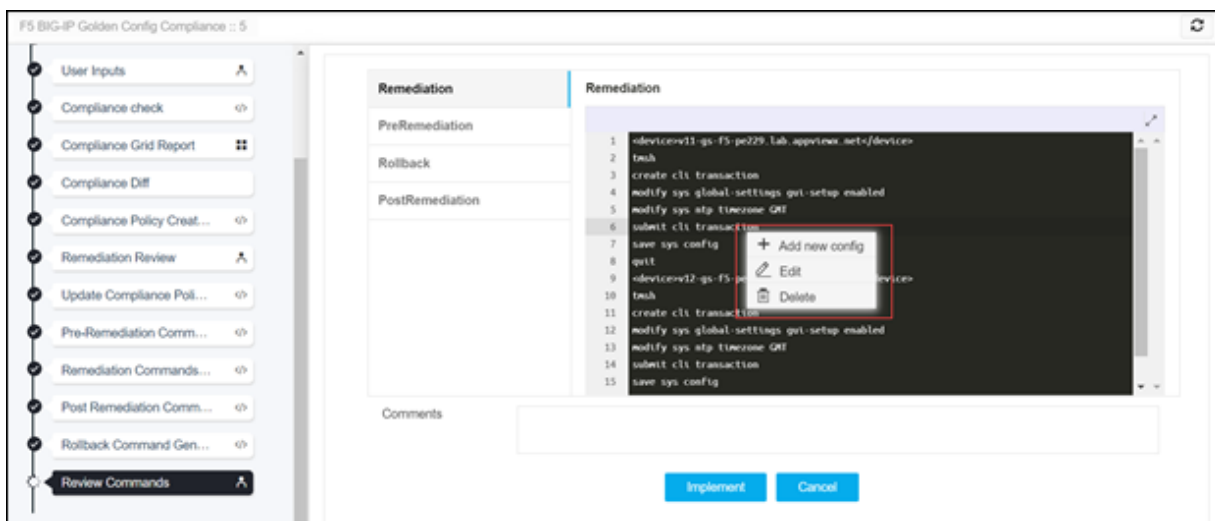 F5 BIG-IP Golden Config Compliance :: 5
User Inputs
Compliance check
Compliance Grid Report
Compliance Diff
Compliance Policy Creat...
Remediation Review
Update Compliance Poli...
Pre-Remediation Comm...
Remediation Commands...
Post Remediation Comm...
Rollback Command Gen...
Review Commands
Remediation
PreRemediation
Rollback
PostRemediation
Remediation
1 <device>v11-gs-f5-pe229.lab.appviewx.net</device>
2 tmsh
3 create cli transaction
4 modify sys global-settings gui-setup enabled
5 modify sys ntp timezone GMT
6 submit cli transaction
7 save sys config
8 quit
9 <device>v12-gs-f5-pe
10 tmsh
11 create cli transaction
12 modify sys global-settings gui-setup enabled
13 modify sys ntp timezone GMT
14 submit cli transaction
15 save sys config
+ Add new config
Edit
Delete
Comments
Implement
Cancel